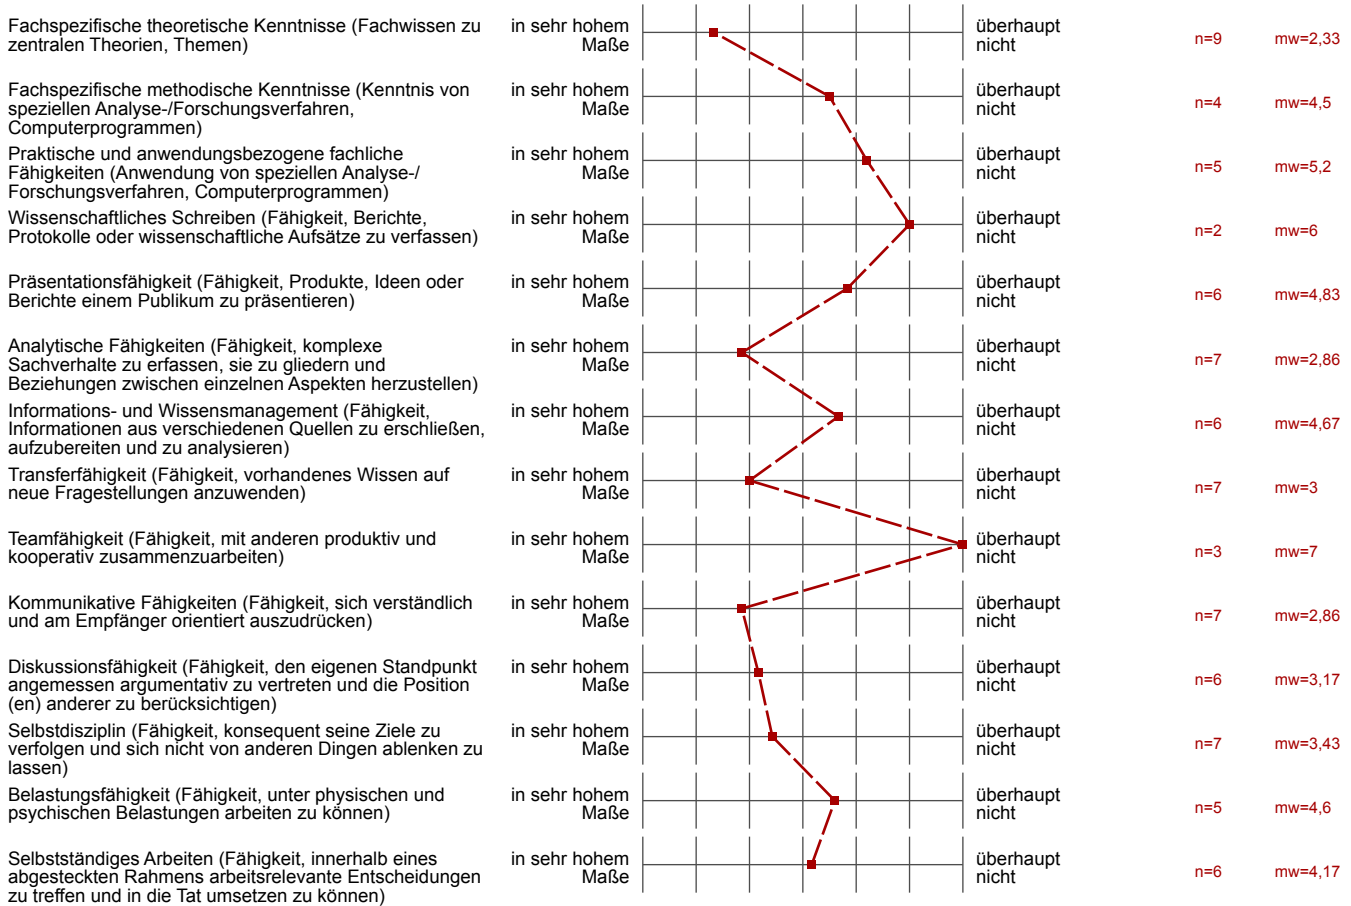 Fachspezifische theoretische Kenntnisse (Fachwissen zu
zentralen Theorien, Themen)
in sehr hohem
Maße
überhaupt
nicht
n=9
mw=2,33
Fachspezifische methodische Kenntnisse (Kenntnis von
speziellen Analyse-/Forschungsverfahren,
Computerprogrammen)
in sehr hohem
Maße
überhaupt
nicht
n=4
mw=4,5
Praktische und anwendungsbezogene fachliche
Fähigkeiten (Anwendung von speziellen Analyse-/
Forschungsverfahren, Computerprogrammen)
in sehr hohem
Maße
überhaupt
nicht
n=5
mw=5,2
Wissenschaftliches Schreiben (Fähigkeit, Berichte,
Protokolle oder wissenschaftliche Aufsätze zu verfassen)
in sehr hohem
Maße
überhaupt
nicht
n=2
mw=6
Präsentationsfähigkeit (Fähigkeit, Produkte, Ideen oder
Berichte einem Publikum zu präsentieren)
in sehr hohem
Maße
überhaupt
nicht
n=6
mw=4,83
Analytische Fähigkeiten (Fähigkeit, komplexe
Sachverhalte zu erfassen, sie zu gliedern und
Beziehungen zwischen einzelnen Aspekten herzustellen)
in sehr hohem
Maße
überhaupt
nicht
n=7
mw=2,86
Informations- und Wissensmanagement (Fähigkeit,
Informationen aus verschiedenen Quellen zu erschließen,
aufzubereiten und zu analysieren)
in sehr hohem
Maße
überhaupt
nicht
n=6
mw=4,67
Transferfähigkeit (Fähigkeit, vorhandenes Wissen auf
neue Fragestellungen anzuwenden)
in sehr hohem
Maße
überhaupt
nicht
n=7
mw=3
Teamfähigkeit (Fähigkeit, mit anderen produktiv und
kooperativ zusammenzuarbeiten)
in sehr hohem
Maße
überhaupt
nicht
n=3
mw=7
Kommunikative Fähigkeiten (Fähigkeit, sich verständlich
und am Empfänger orientiert auszudrücken)
in sehr hohem
Maße
überhaupt
nicht
n=7
mw=2,86
Diskussionsfähigkeit (Fähigkeit, den eigenen Standpunkt
angemessen argumentativ zu vertreten und die Position
(en) anderer zu berücksichtigen)
in sehr hohem
Maße
überhaupt
nicht
n=6
mw=3,17
Selbstdisziplin (Fähigkeit, konsequent seine Ziele zu
verfolgen und sich nicht von anderen Dingen ablenken zu
lassen)
in sehr hohem
Maße
überhaupt
nicht
n=7
mw=3,43
Belastungsfähigkeit (Fähigkeit, unter physischen und
psychischen Belastungen arbeiten zu können)
in sehr hohem
Maße
überhaupt
nicht
n=5
mw=4,6
Selbstständiges Arbeiten (Fähigkeit, innerhalb eines
abgesteckten Rahmens arbeitsrelevante Entscheidungen
zu treffen und in die Tat umsetzen zu können)
in sehr hohem
Maße
überhaupt
nicht
n=6
mw=4,17